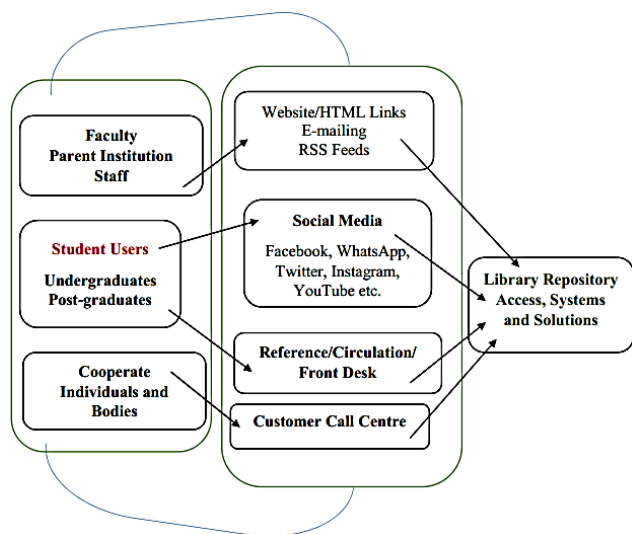 Faculty
Parent Institution
Staff
Student Users
Undergraduates
Post-graduates
Cooperate
Individuals and
Bodies
Website/HTML Links
E-mailing
RSS Feeds
Social Media
Facebook, WhatsApp,
Twitter, Instagram,
YouTube etc.
Reference/Circulation/
Front Desk
Customer Call Centre
Library Repository
Access, Systems
and Solutions